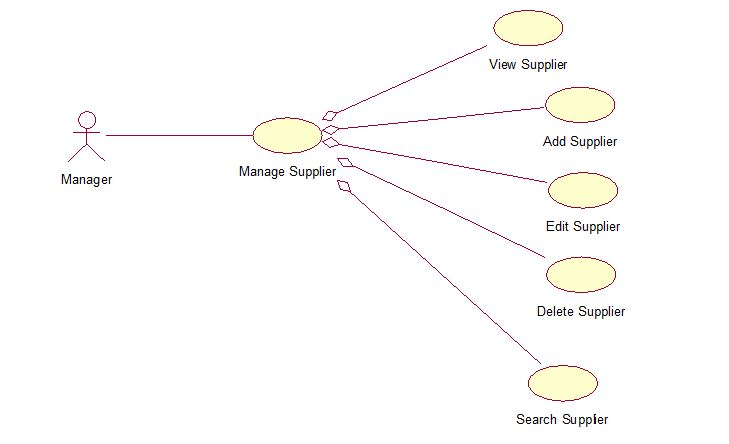 View Supplier
Add Supplier
Manage Supplier
Manager
Edit Supplier
Delete Supplier
Search Supplier